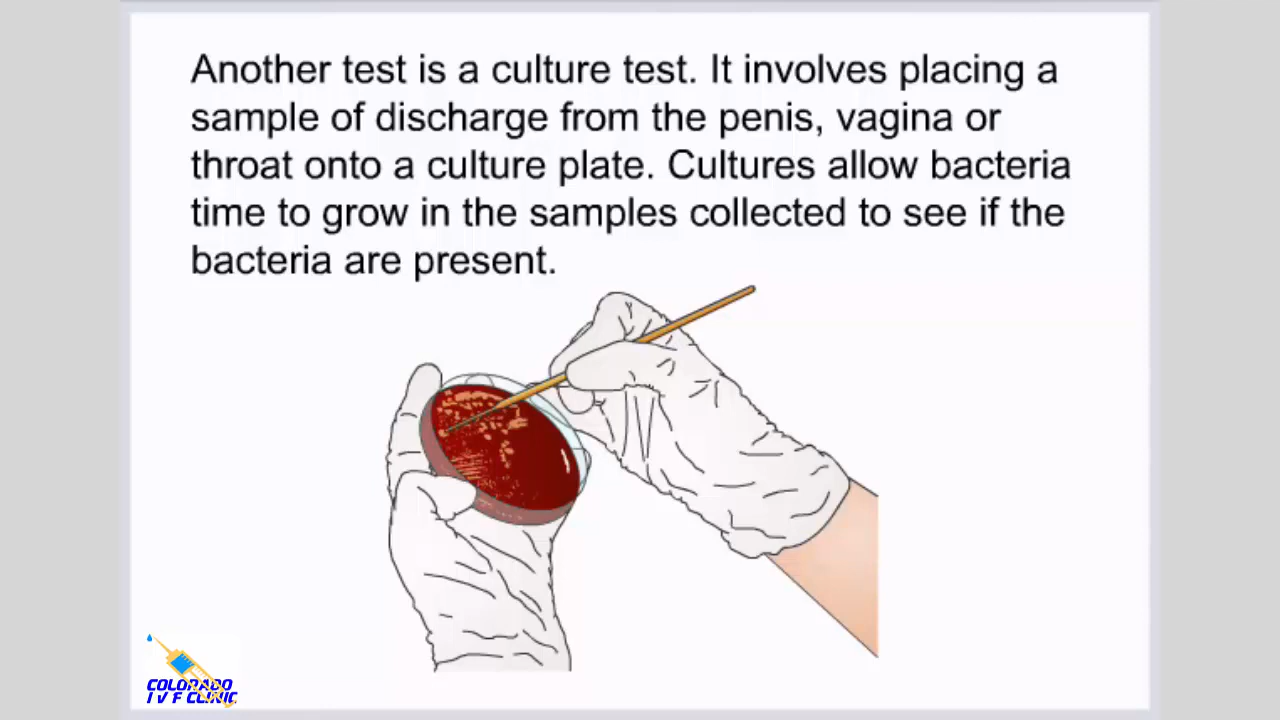 Another test is a culture test. It involves placing a
sample of discharge from the penis, vagina or
throat onto a culture plate. Cultures allow bacteria
time to grow in the samples collected to see if the
bacteria are present.
COLORADO
IVF CLINIC